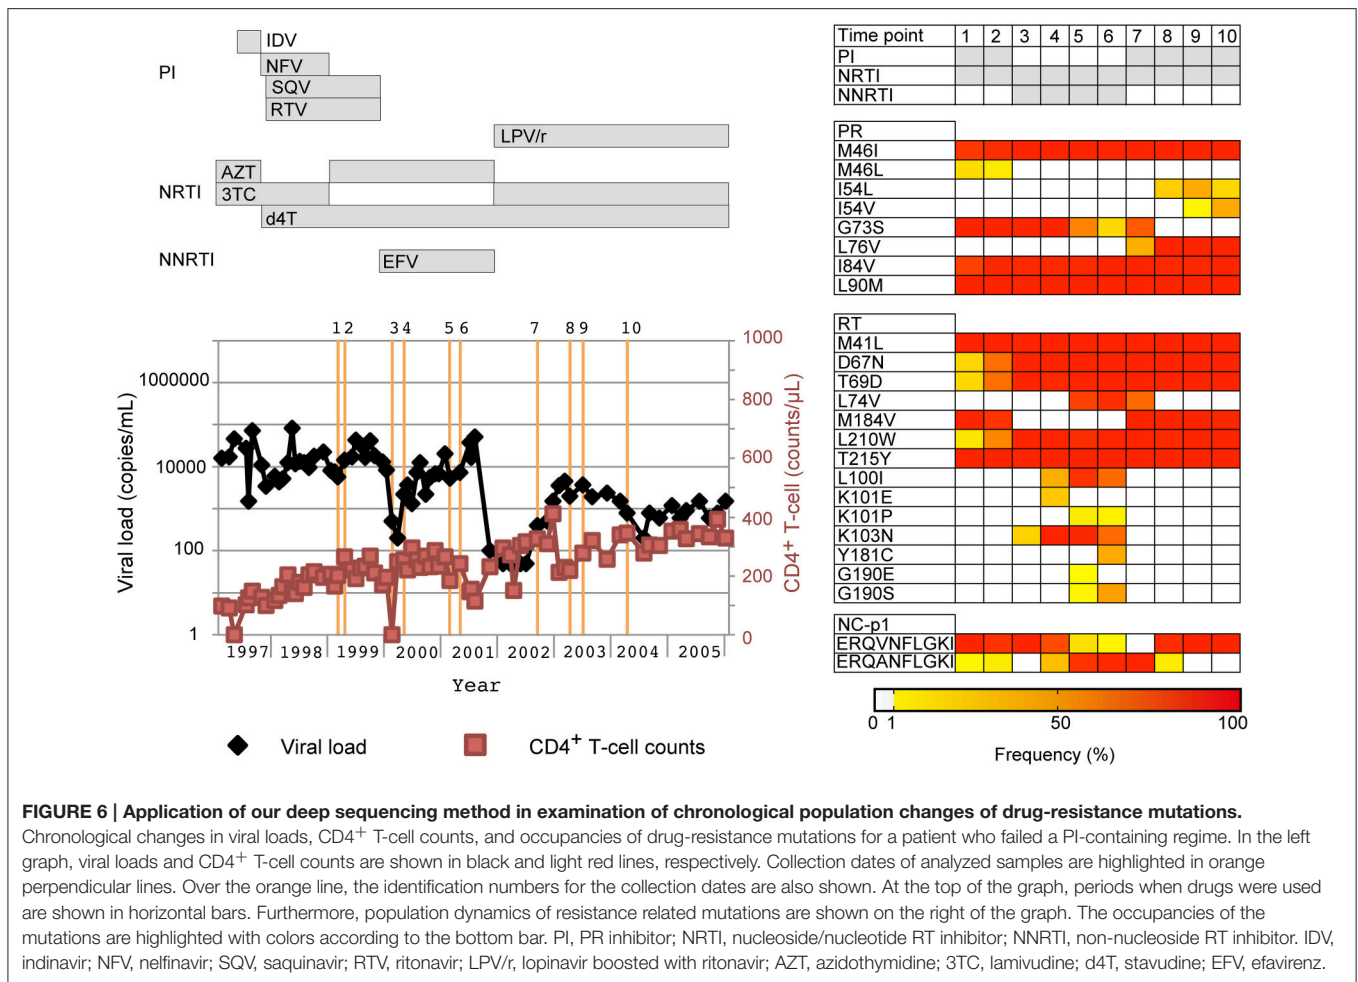 PI
IDV
NFV
SQV
RTV
LPV/r
NRTI
AZT
3TC
d4T
NNRTI
EFV
1 2 3 4 5 6 7 8 9 10
Viral load (copies/mL)
1000000
10000
100
1
1000
800
600
400
200
0
CD4+ T-cell (counts/μL)
1997 1998 1999 2000 2001 2002 2003 2004 2005
Year
Viral load
CD4+ T-cell counts
Time point 1 2 3 4 5 6 7 8 9 10
PI
NRTI
NNRTI
PR
M46I
M46L
I54L
I54V
G73S
L76V
I84V
L90M
RT
M41L
D67N
T69D
L74V
M184V
L210W
T215Y
L100I
K101E
K101P
K103N
Y181C
G190E
G190S
NC-p1
ERQVNFLGKI
ERQANFLGKI
0 1 50 100
Frequency (%)
FIGURE 6 | Application of our deep sequencing method in examination of chronological population changes of drug-resistance mutations.
Chronological changes in viral loads, CD4+ T-cell counts, and occupancies of drug-resistance mutations for a patient who failed a PI-containing regime. In the left
graph, viral loads and CD4+ T-cell counts are shown in black and light red lines, respectively. Collection dates of analyzed samples are highlighted in orange
perpendicular lines. Over the orange line, the identification numbers for the collection dates are also shown. At the top of the graph, periods when drugs were used
are shown in horizontal bars. Furthermore, population dynamics of resistance related mutations are shown on the right of the graph. The occupancies of the
mutations are highlighted with colors according to the bottom bar. PI, PR inhibitor; NRTI, nucleoside/nucleotide RT inhibitor; NNRTI, non-nucleoside RT inhibitor. IDV,
indinavir; NFV, nelfinavir; SQV, saquinavir; RTV, ritonavir; LPV/r, lopinavir boosted with ritonavir; AZT, azidothymidine; 3TC, lamivudine; d4T, stavudine; EFV, efavirenz.